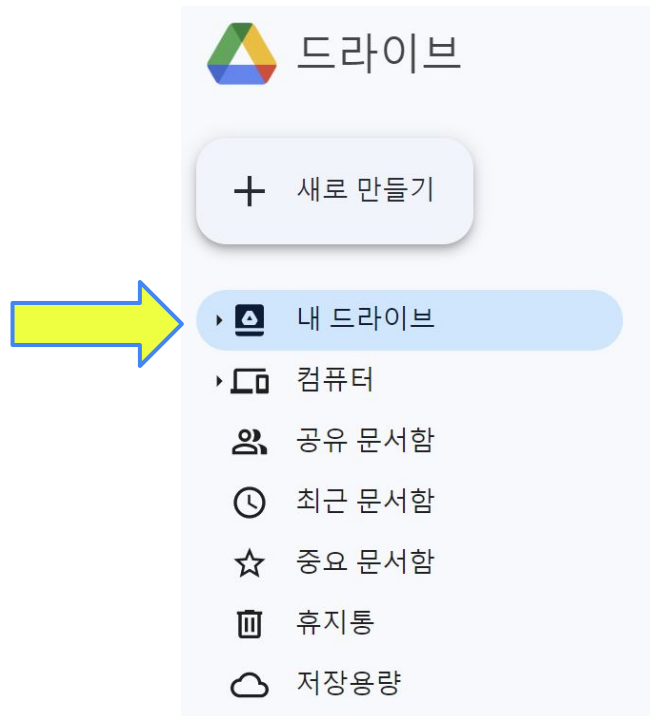 드라이브
새로 만들기
내 드라이브
컴퓨터
공유 문서함
최근 문서함
중요 문서함
휴지통
저장용량